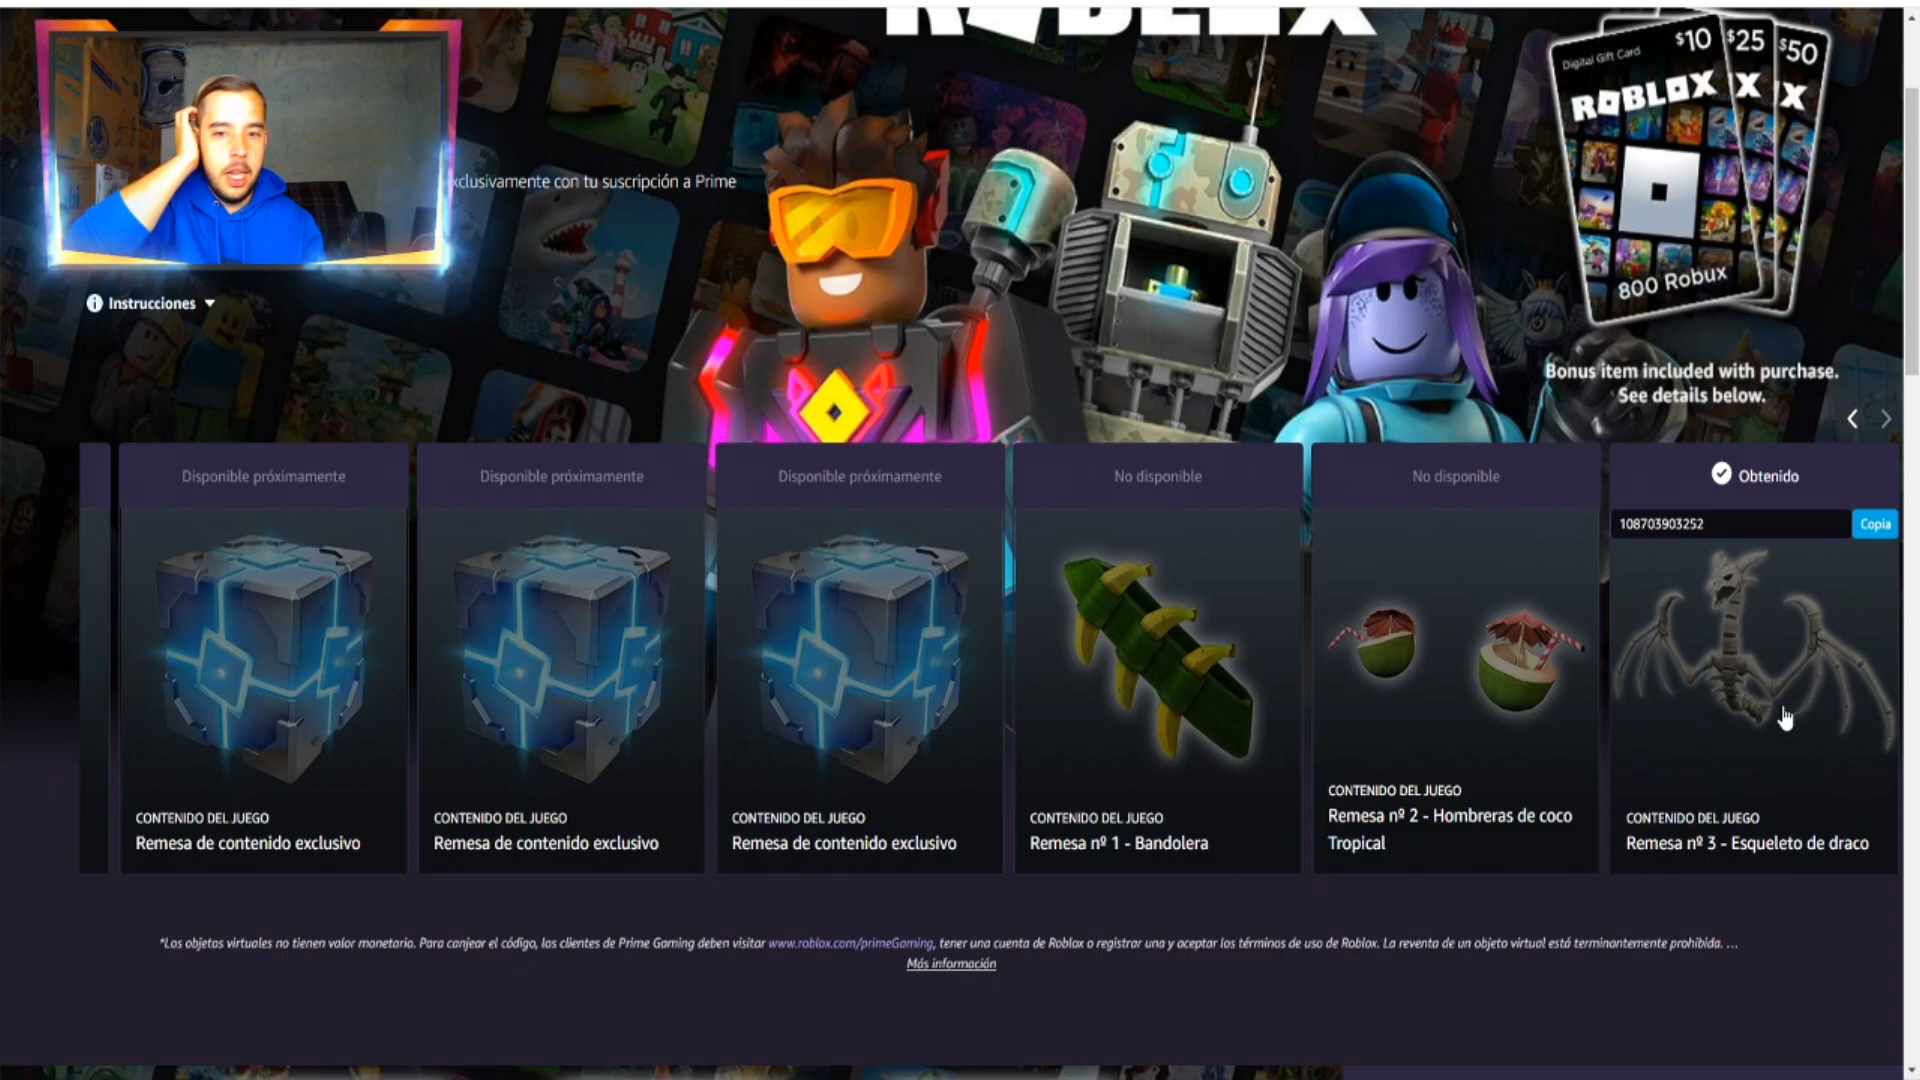 ROBLOX
Digital Gift Card $10 $25 $50
ROBLOX X X
800 Robux
xclusivamente con tu suscripción a Prime
Instrucciones
Bonus item included with purchase.
See details below.
Disponible próximamente
Disponible próximamente
Disponible próximamente
No disponible
No disponible
Obtenido
108703903252
Copia
CONTENIDO DEL JUEGO
Remesa de contenido exclusivo
CONTENIDO DEL JUEGO
Remesa de contenido exclusivo
CONTENIDO DEL JUEGO
Remesa de contenido exclusivo
CONTENIDO DEL JUEGO
Remesa nº 1 - Bandolera
CONTENIDO DEL JUEGO
Remesa nº 2 - Hombreras de coco
Tropical
CONTENIDO DEL JUEGO
Remesa nº 3 - Esqueleto de draco
*Los objetos virtuales no tienen valor monetario. Para canjear el código, los clientes de Prime Gaming deben visitar www.roblox.com/primeGaming, tener una cuenta de Roblox o registrar una y aceptar los términos de uso de Roblox. La reventa de un objeto virtual está terminantemente prohibida. ...
Más información